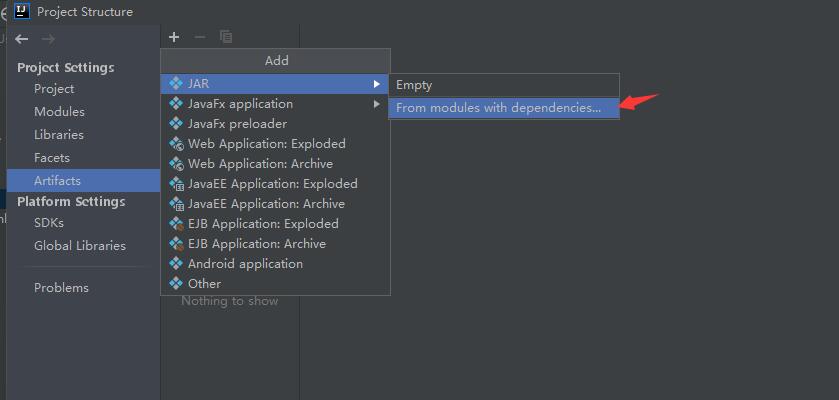 IJ Project Structure
Project Settings
Project
Modules
Libraries
Facets
Artifacts
Platform Settings
SDKs
Global Libraries
Problems
Add
JAR
JavaFx application
JavaFx preloader
Web Application: Exploded
Web Application: Archive
JavaEE Application: Exploded
JavaEE Application: Archive
EJB Application: Exploded
EJB Application: Archive
Android application
Other
Nothing to show
Empty
From modules with dependencies...